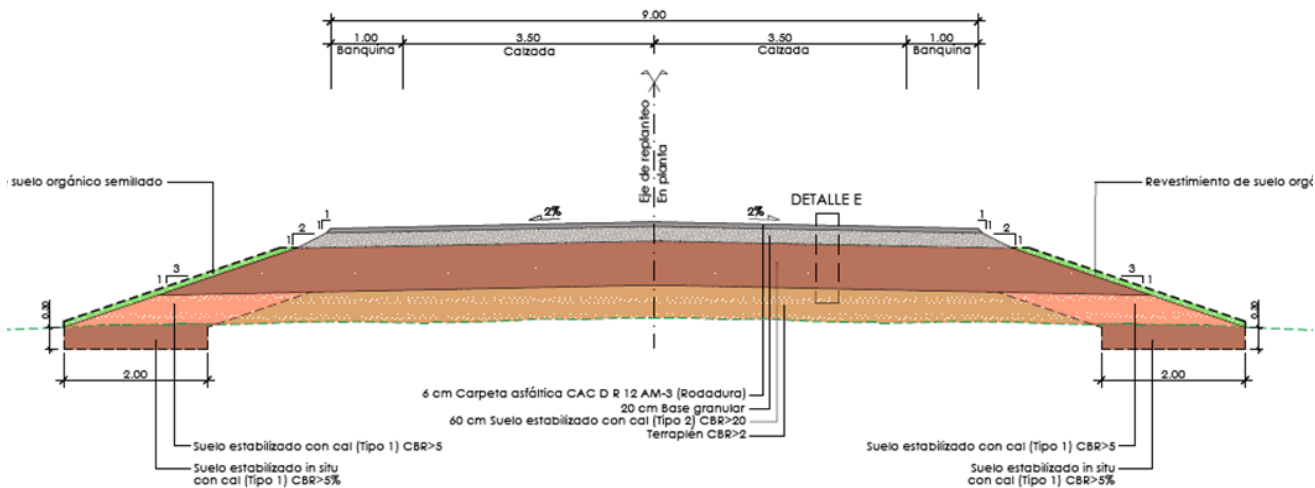 9.00
1.00 3.50 3.50 1.00
Banquina Calzada Calzada Banquina
Eje de replanteo
En planta
suelo orgánico semillado
Revestimiento de suelo orgá
DETALLE E
2% 2%
1 1
1 2 2 1
1 3 3 1
0.30 0.30
2.00 2.00
6 cm Carpeta asfáltica CAC D R 12 AM-3 (Rodadura)
20 cm Base granular
60 cm Suelo estabilizado con cal (Tipo 2) CBR>20
Terraplén CBR>2
Suelo estabilizado con cal (Tipo 1) CBR>5
Suelo estabilizado in situ
con cal (Tipo 1) CBR>5%
Suelo estabilizado con cal (Tipo 1) CBR>5
Suelo estabilizado in situ
con cal (Tipo 1) CBR>5%